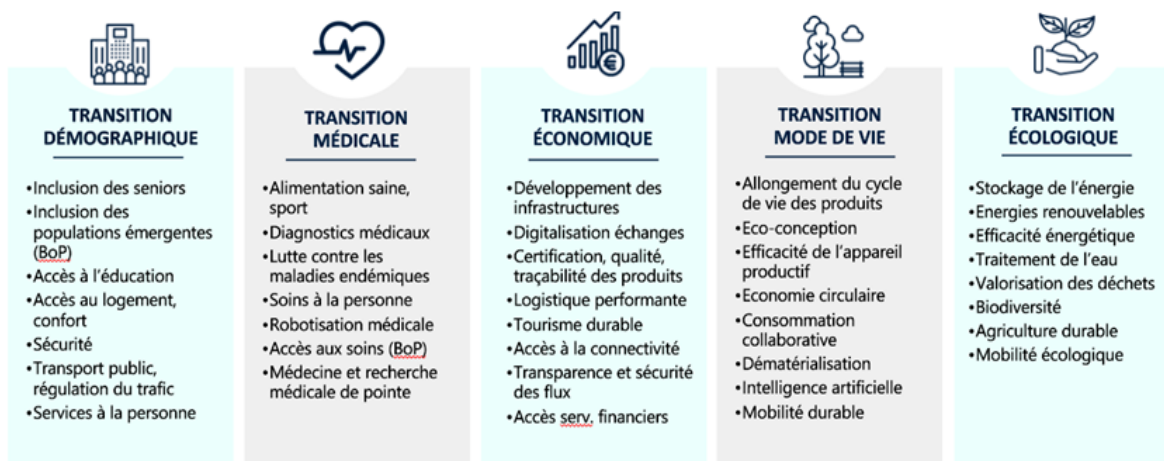 TRANSITION
DÉMOGRAPHIQUE
•Inclusion des seniors
•Inclusion des
populations émergentes
(BoP)
•Accès à l'éducation
•Accès au logement,
confort
•Sécurité
•Transport public,
régulation du trafic
•Services à la personne
TRANSITION
MÉDICALE
•Alimentation saine,
sport
•Diagnostics médicaux
•Lutte contre les
maladies endémiques
•Soins à la personne
•Robotisation médicale
•Accès aux soins (BoP)
•Médecine et recherche
médicale de pointe
TRANSITION
ÉCONOMIQUE
•Développement des
infrastructures
•Digitalisation échanges
•Certification, qualité,
traçabilité des produits
•Logistique performante
•Tourisme durable
•Accès à la connectivité
•Transparence et sécurité
des flux
•Accès serv. financiers
TRANSITION
MODE DE VIE
•Allongement du cycle
de vie des produits
•Eco-conception
•Efficacité de l'appareil
productif
•Economie circulaire
•Consommation
collaborative
•Dématérialisation
•Intelligence artificielle
•Mobilité durable
TRANSITION
ÉCOLOGIQUE
•Stockage de l'énergie
•Energies renouvelables
•Efficacité énergétique
•Traitement de l'eau
•Valorisation des déchets
•Biodiversité
•Agriculture durable
•Mobilité écologique